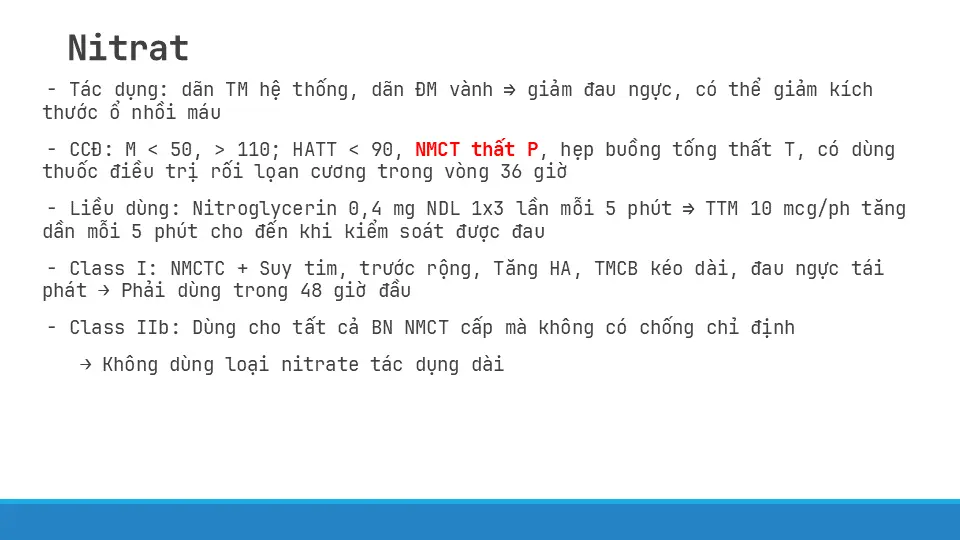 Nitrat
- Tác dụng: dãn TM hệ thống, dãn ĐM vành ⇒ giảm đau ngực, có thể giảm kích
thước ổ nhồi máu
- CCĐ: M < 50, > 110; HATT < 90, NMCT thất P, hẹp buồng tống thất T, có dùng
thuốc điều trị rối lọan cương trong vòng 36 giờ
- Liều dùng: Nitroglycerin 0,4 mg NDL 1x3 lần mỗi 5 phút ⇒ TTM 10 mcg/ph tăng
dần mỗi 5 phút cho đến khi kiểm soát được đau
- Class I: NMCTC + Suy tim, trước rộng, Tăng HA, TMCB kéo dài, đau ngực tái
phát → Phải dùng trong 48 giờ đầu
- Class IIb: Dùng cho tất cả BN NMCT cấp mà không có chống chỉ định
→ Không dùng loại nitrate tác dụng dài